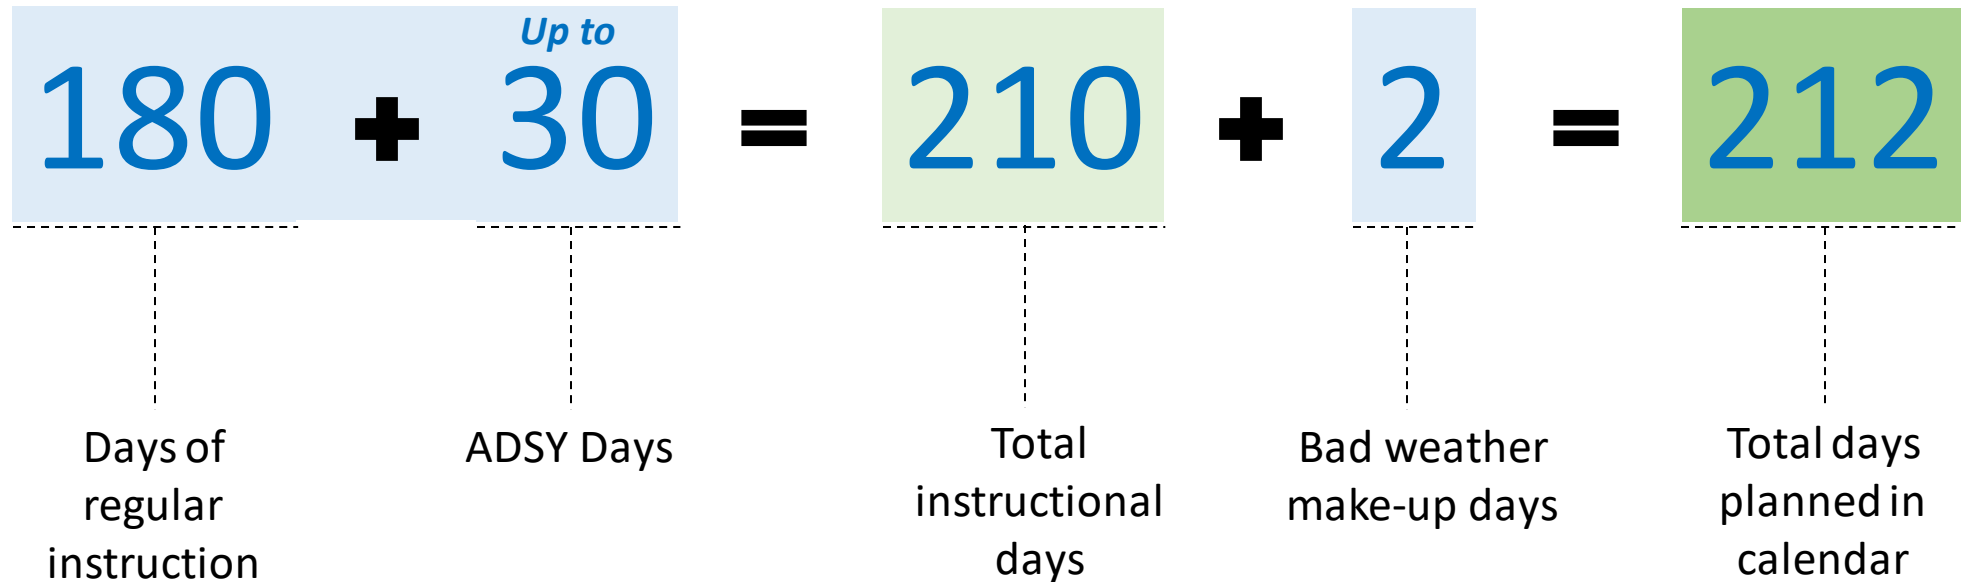 Up to
180 + 30 = 210 + 2 = 212
Days of
regular
instruction
ADSY Days
Total
instructional
days
Bad weather
make-up days
Total days
planned in
calendar